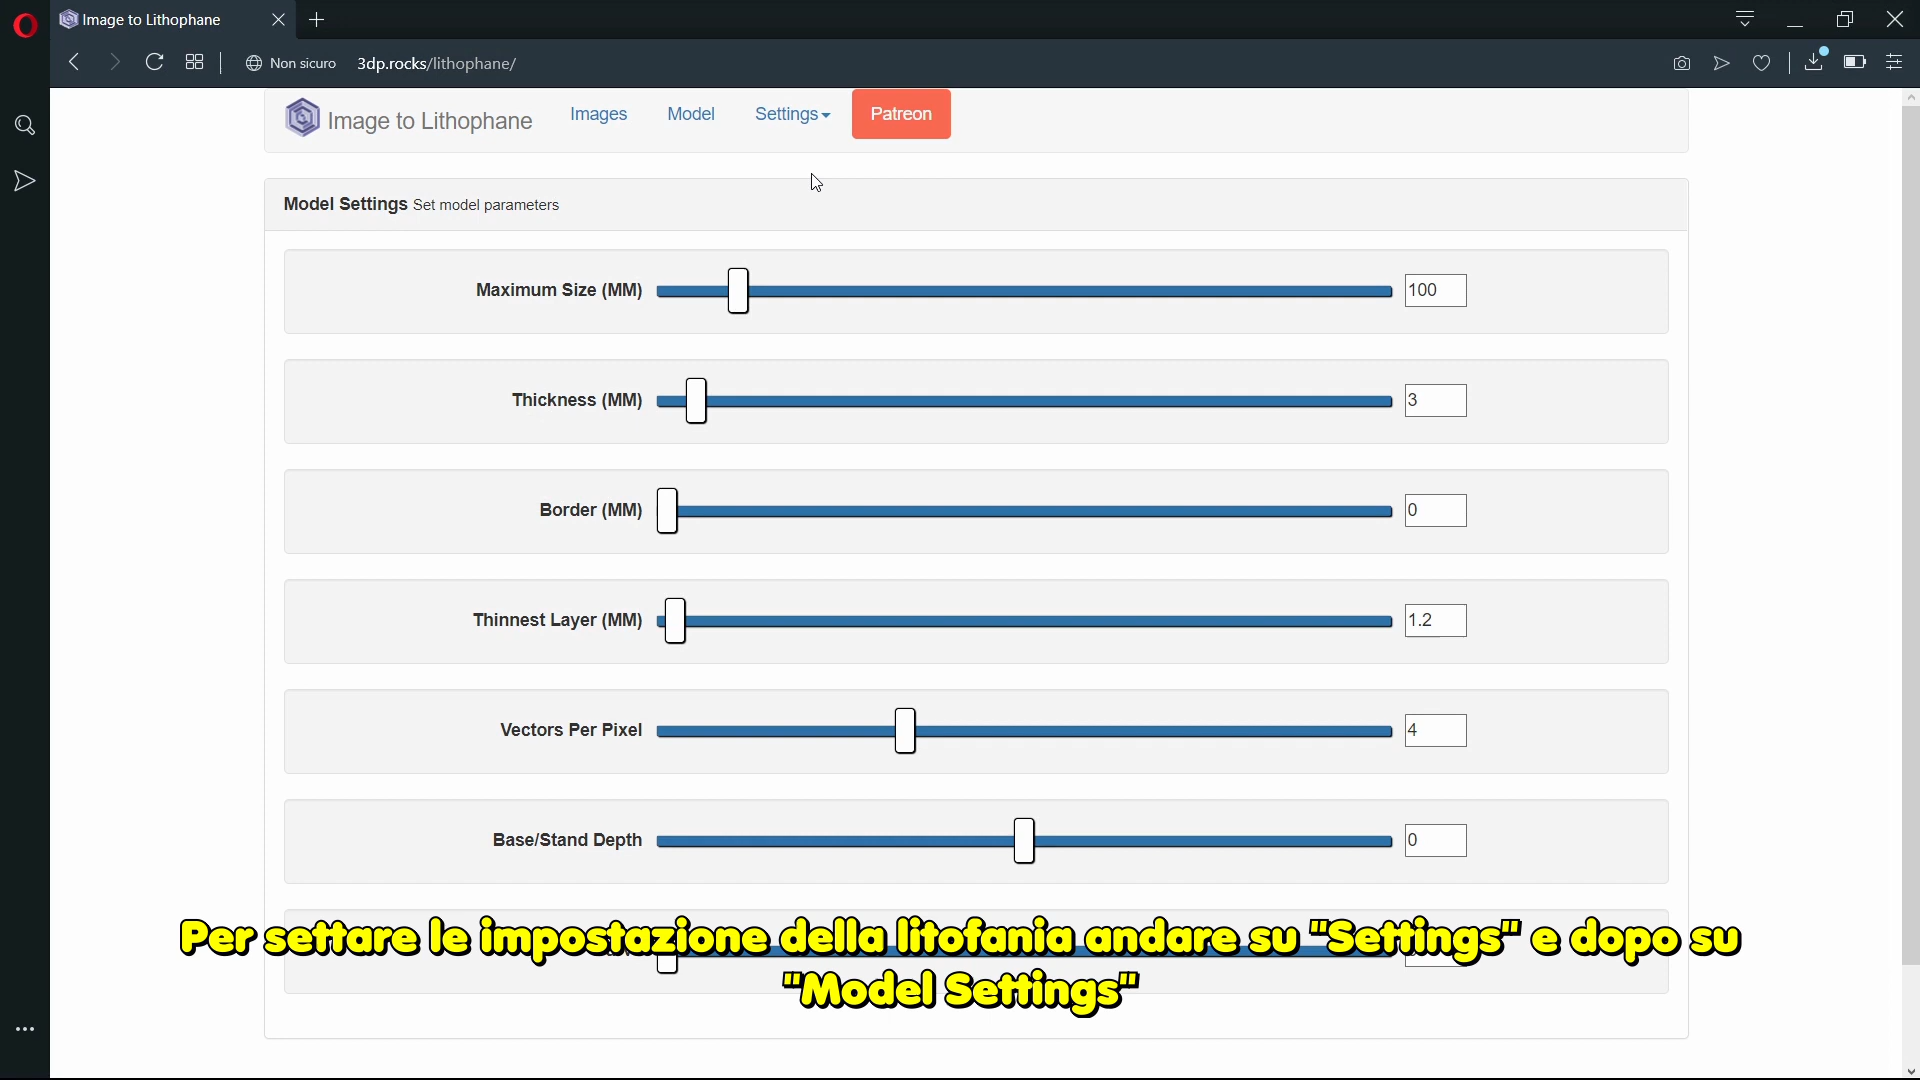 Image to Lithophane
Non sicuro 3dp.rocks/lithophane/
Image to Lithophane Images Model Settings Patreon
Model Settings Set model parameters
Maximum Size (MM) 100
Thickness (MM) 3
Border (MM) 0
Thinnest Layer (MM) 1.2
Vectors Per Pixel 4
Base/Stand Depth 0
Per settare le impostazione della litofania andare su "Settings" e dopo su
"Model Settings"